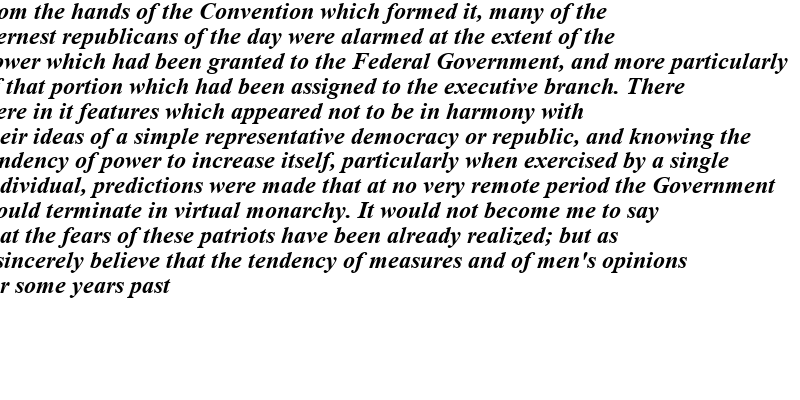 om the hands of the Convention which formed it, many of the
ernest republicans of the day were alarmed at the extent of the
ower which had been granted to the Federal Government, and more particularly
f that portion which had been assigned to the executive branch. There
ere in it features which appeared not to be in harmony with
eir ideas of a simple representative democracy or republic, and knowing the
ndency of power to increase itself, particularly when exercised by a single
dividual, predictions were made that at no very remote period the Government
ould terminate in virtual monarchy. It would not become me to say
at the fears of these patriots have been already realized; but as
sincerely believe that the tendency of measures and of men's opinions
r some years past